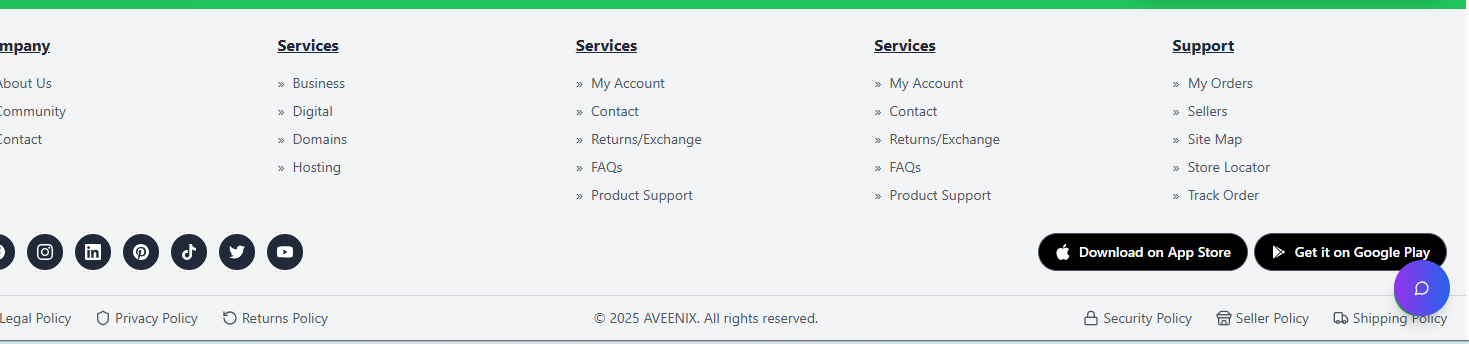 mpany
About Us
Community
Contact
Services
» Business
» Digital
» Domains
» Hosting
Services
» My Account
» Contact
» Returns/Exchange
» FAQs
» Product Support
Services
» My Account
» Contact
» Returns/Exchange
» FAQs
» Product Support
Support
» My Orders
» Sellers
» Site Map
» Store Locator
» Track Order
Download on App Store
Get it on Google Play
Legal Policy
Privacy Policy
Returns Policy
© 2025 AVEENIX. All rights reserved.
Security Policy
Seller Policy
Shipping Policy